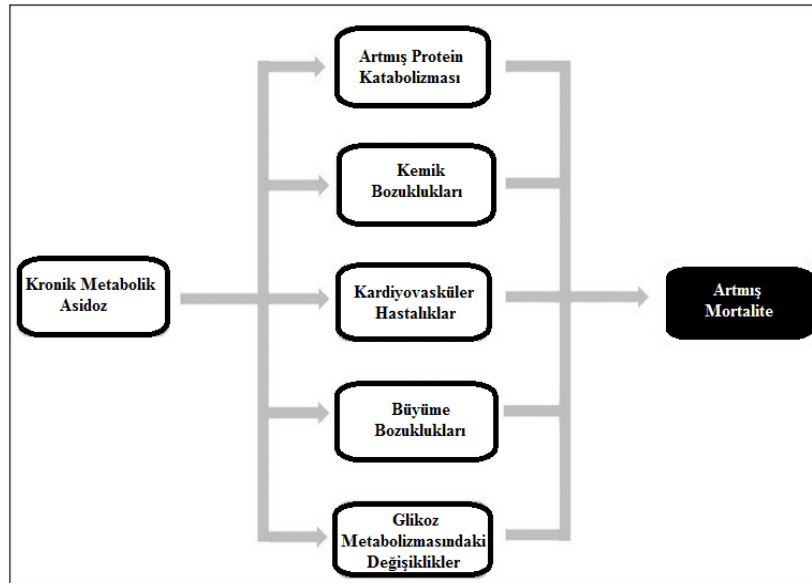 Artmış Protein
Katabolizması
Kemik
Bozuklukları
Kronik Metabolik
Asidoz
Kardiyovasküler
Hastalıklar
Artmış
Mortalite
Büyüme
Bozuklukları
Glikoz
Metabolizmasındaki
Değişiklikler